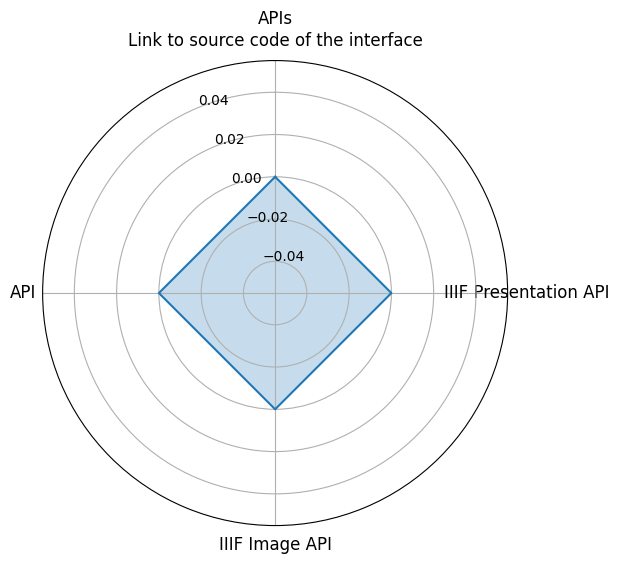 APIs
Link to source code of the interface
0.04
0.02
0.00
−0.02
−0.04
API
IIIF Presentation API
IIIF Image API